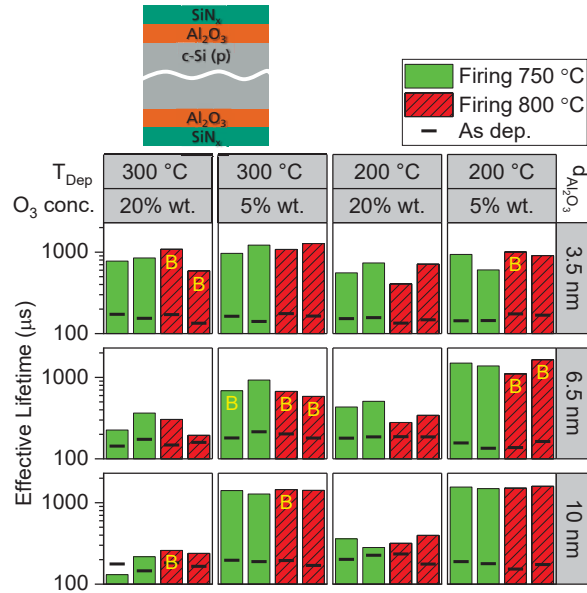 SiNx
Al2O3
c-Si (p)
Al2O3
SiNx
Firing 750 °C
Firing 800 °C
As dep.
TDep 300 °C 300 °C 200 °C 200 °C dAl2O3
O3 conc. 20% wt. 5% wt. 20% wt. 5% wt.
Effective Lifetime (µs)
1000
100
B
B
B
3.5 nm
1000
100
B
B
B
B
B
6.5 nm
1000
100
B
B
10 nm